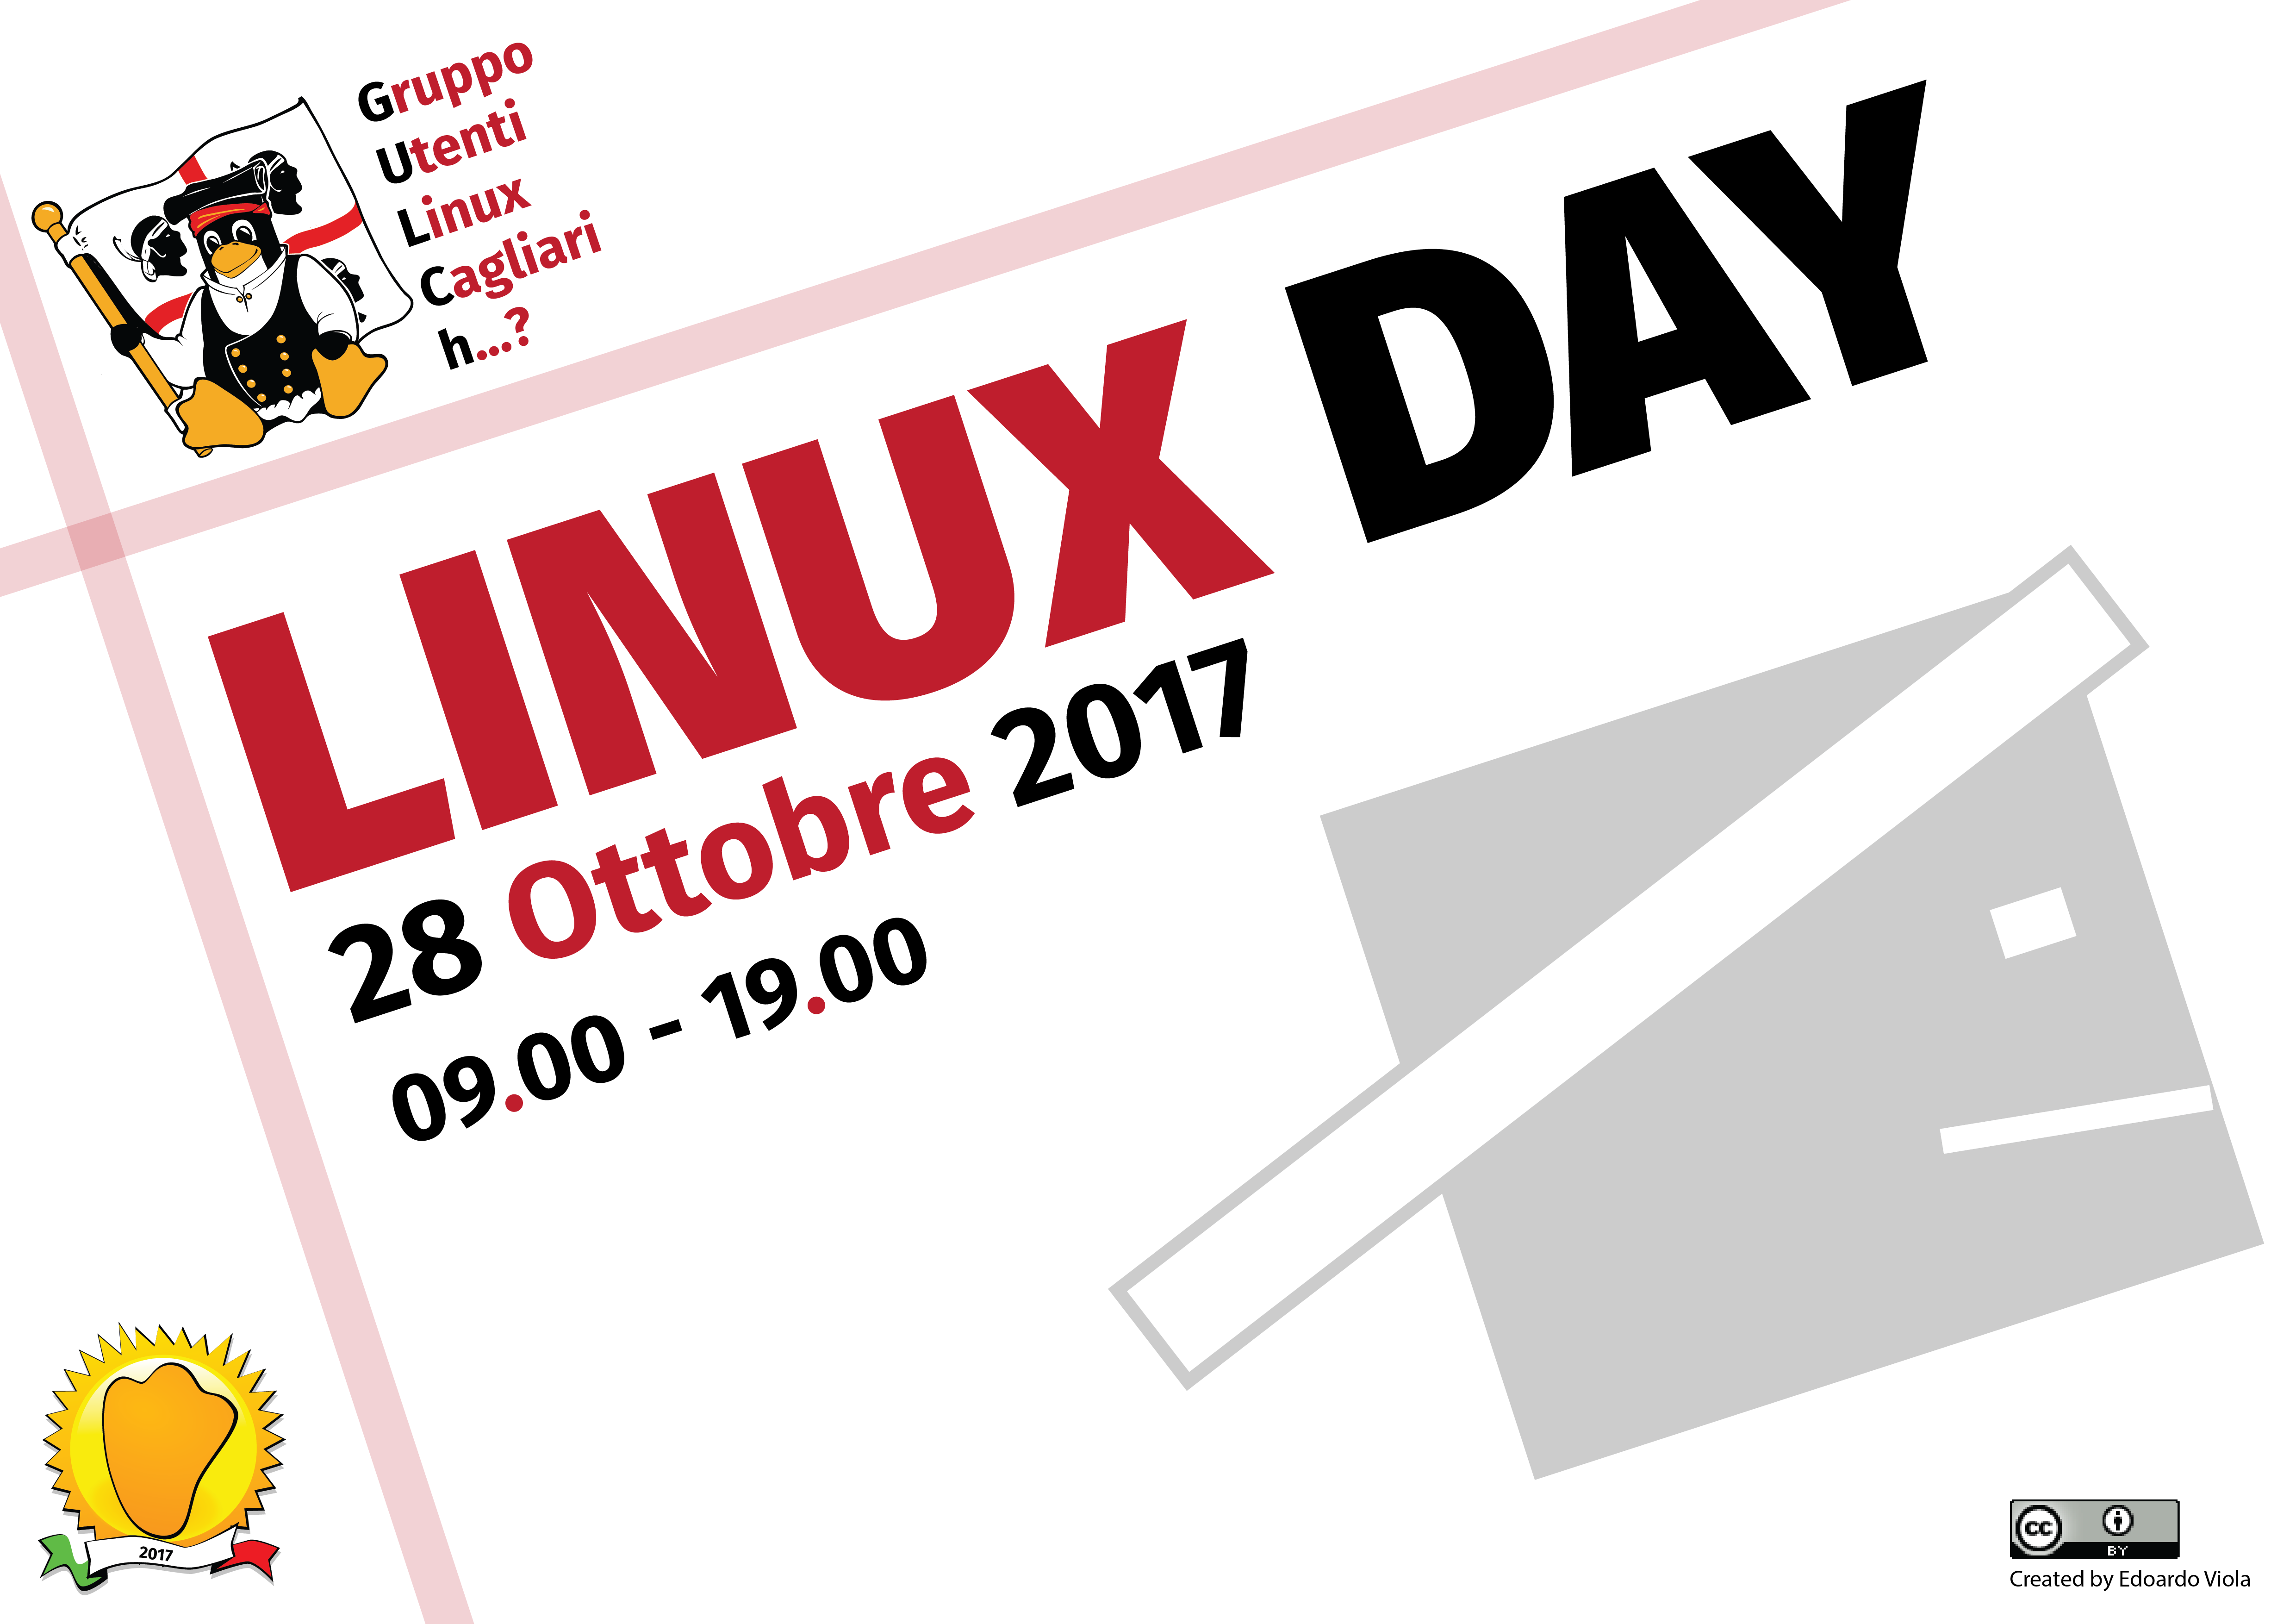 Gruppo
Utenti
Linux
Cagliari
h...?
LINUX DAY
28 Ottobre 2017
09.00 - 19.00
2017
cc
BY
Created by Edoardo Viola